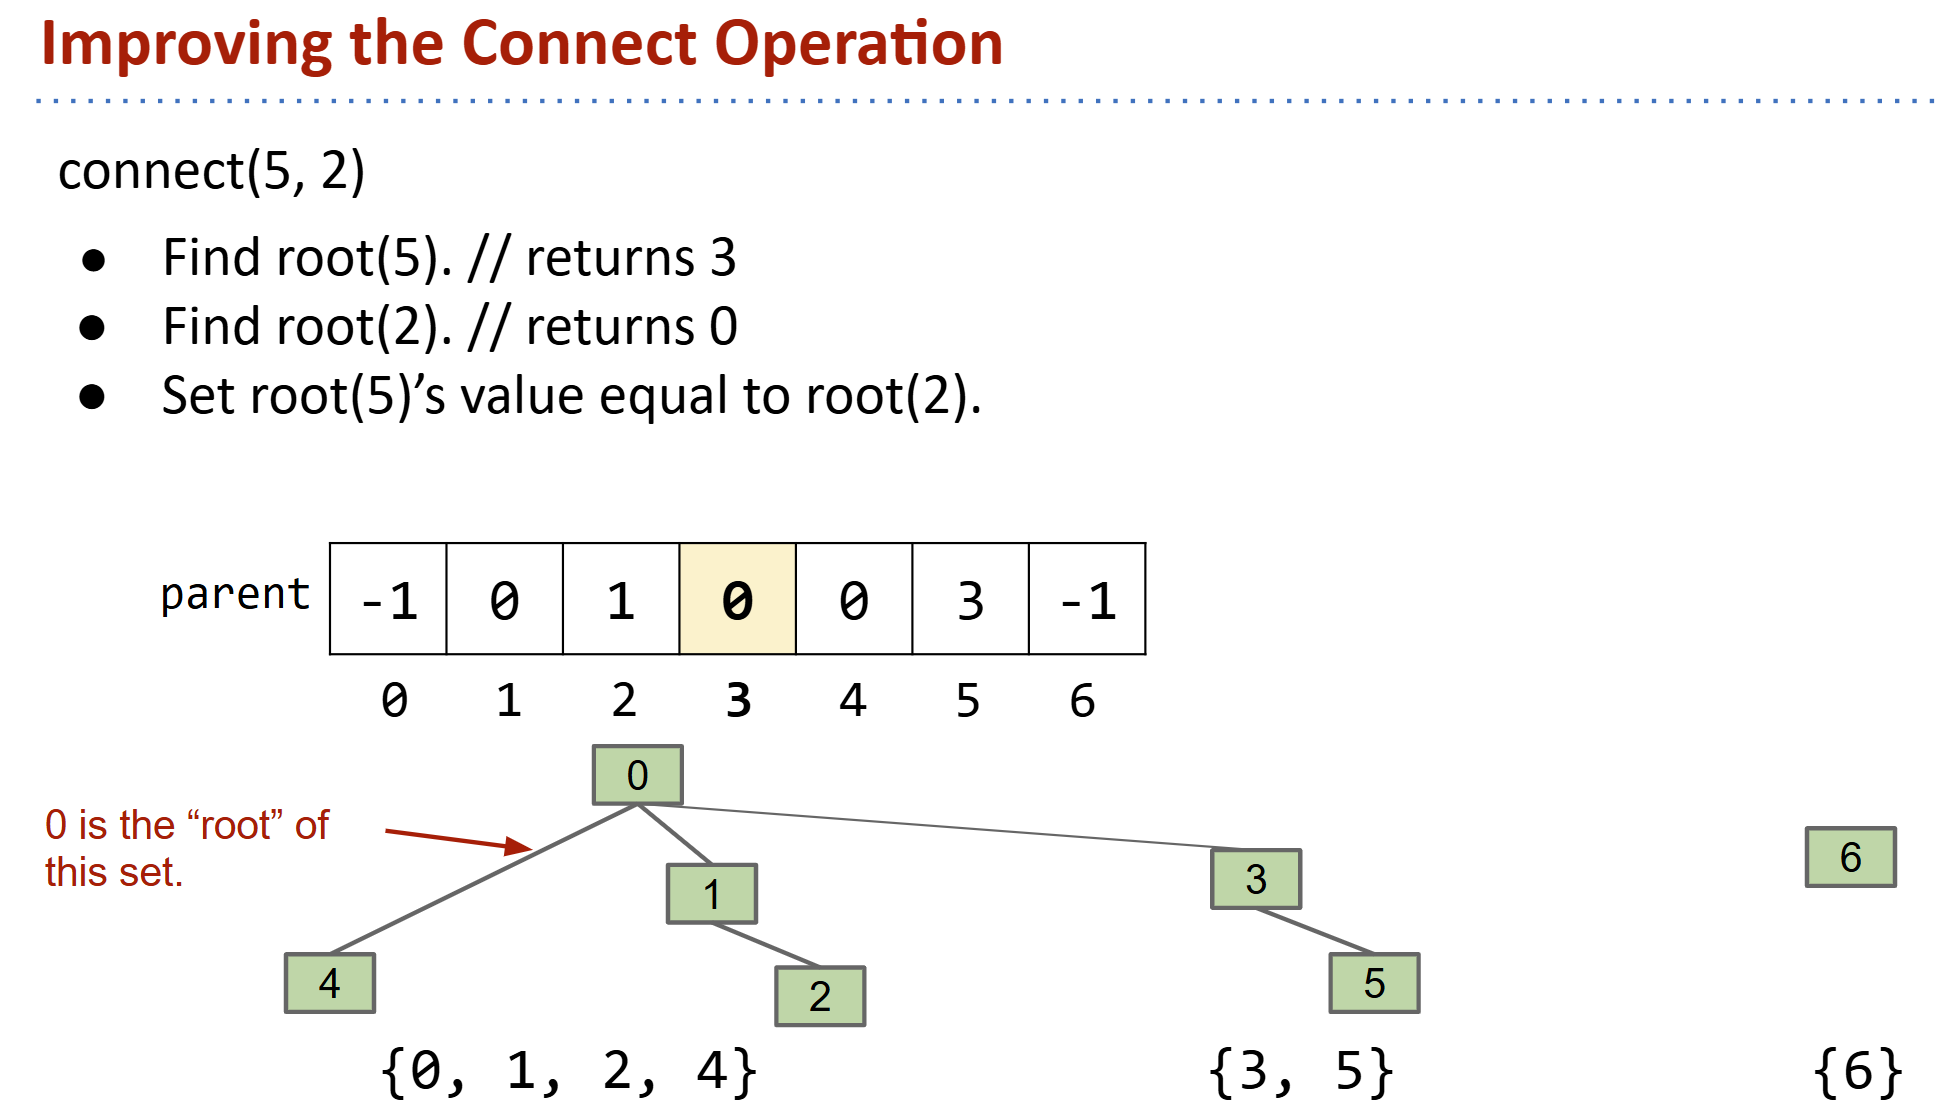 Improving the Connect Operation
connect(5, 2)
● Find root(5). // returns 3
● Find root(2). // returns 0
● Set root(5)’s value equal to root(2).
parent -1 0 1 0 0 3 -1
0 1 2 3 4 5 6
0
0 is the “root” of
this set.
1
3
6
4
2
5
{0, 1, 2, 4} {3, 5} {6}